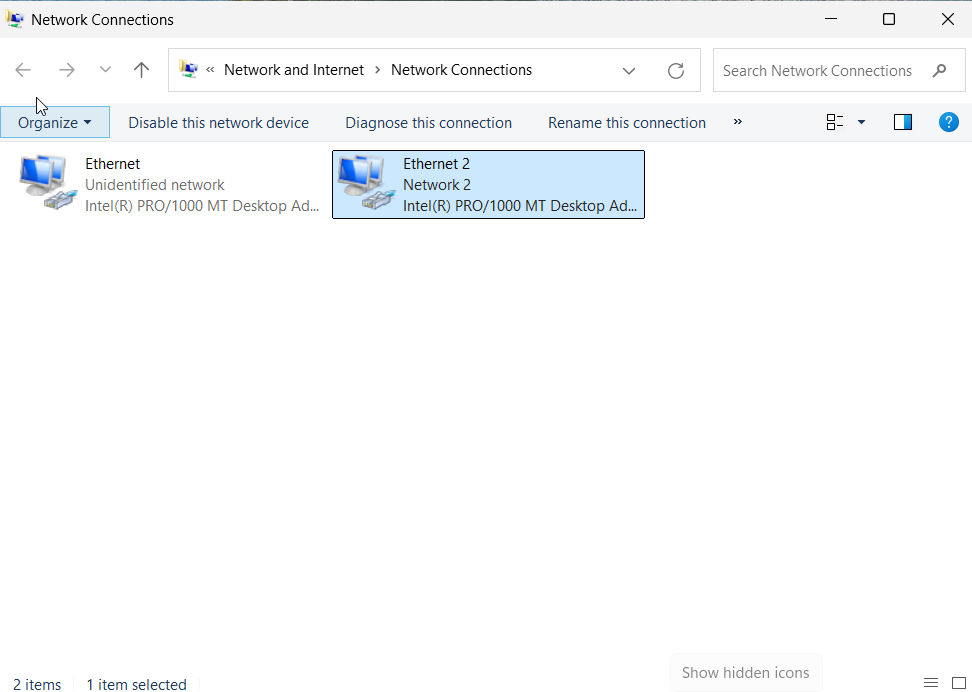 Network Connections
« Network and Internet > Network Connections
Search Network Connections
Organize
Disable this network device
Diagnose this connection
Rename this connection
»
?
Ethernet
Unidentified network
Intel(R) PRO/1000 MT Desktop Ad...
Ethernet 2
Network 2
Intel(R) PRO/1000 MT Desktop Ad...
Show hidden icons
2 items
1 item selected